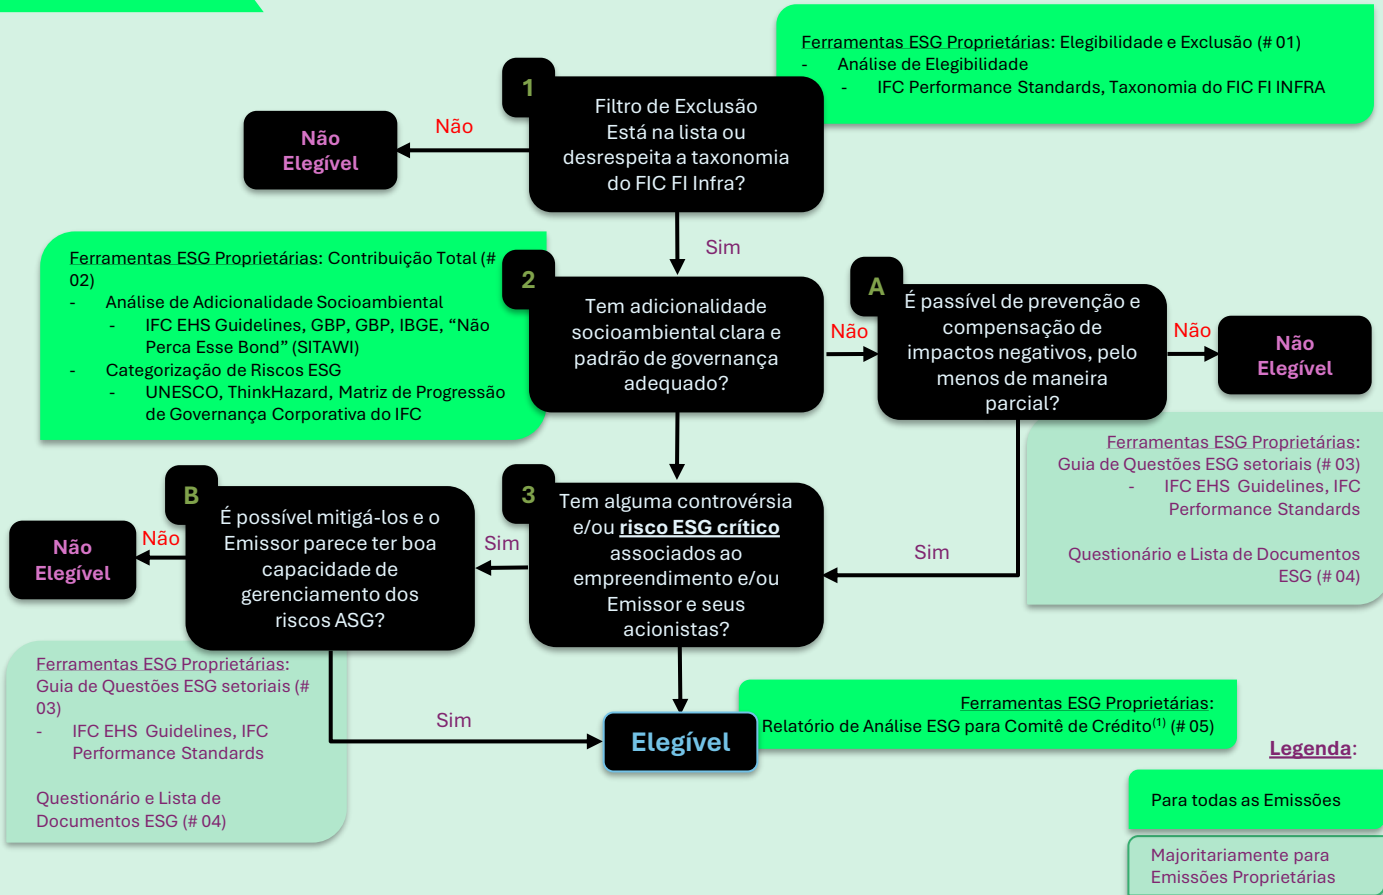 Ferramentas ESG Proprietárias: Elegibilidade e Exclusão (# 01)
- Análise de Elegibilidade
- IFC Performance Standards, Taxonomia do FIC FI INFRA
1
Filtro de Exclusão
Está na lista ou
desrespeita a taxonomia
do FIC FI Infra?
Não
Não
Elegível
Sim
Ferramentas ESG Proprietárias: Contribuição Total (#
02)
- Análise de Adicionalidade Socioambiental
- IFC EHS Guidelines, GBP, GBP, IBGE, “Não
Perca Esse Bond” (SITAWI)
- Categorização de Riscos ESG
- UNESCO, ThinkHazard, Matriz de Progressão
de Governança Corporativa do IFC
2
Tem adicionalidade
socioambiental clara e
padrão de governança
adequado?
Não
A
É passível de prevenção e
compensação de
impactos negativos, pelo
menos de maneira
parcial?
Não
Não
Elegível
Ferramentas ESG Proprietárias:
Guia de Questões ESG setoriais (# 03)
- IFC EHS Guidelines, IFC
Performance Standards
Questionário e Lista de Documentos
ESG (# 04)
Sim
3
Tem alguma controvérsia
e/ou risco ESG crítico
associados ao
empreendimento e/ou
Emissor e seus
acionistas?
Sim
B
É possível mitigá-los e o
Emissor parece ter boa
capacidade de
gerenciamento dos
riscos ASG?
Não
Não
Elegível
Ferramentas ESG Proprietárias:
Guia de Questões ESG setoriais (#
03)
- IFC EHS Guidelines, IFC
Performance Standards
Questionário e Lista de
Documentos ESG (# 04)
Sim
Elegível
Ferramentas ESG Proprietárias:
Relatório de Análise ESG para Comitê de Crédito(1) (# 05)
Legenda:
Para todas as Emissões
Majoritariamente para
Emissões Proprietárias